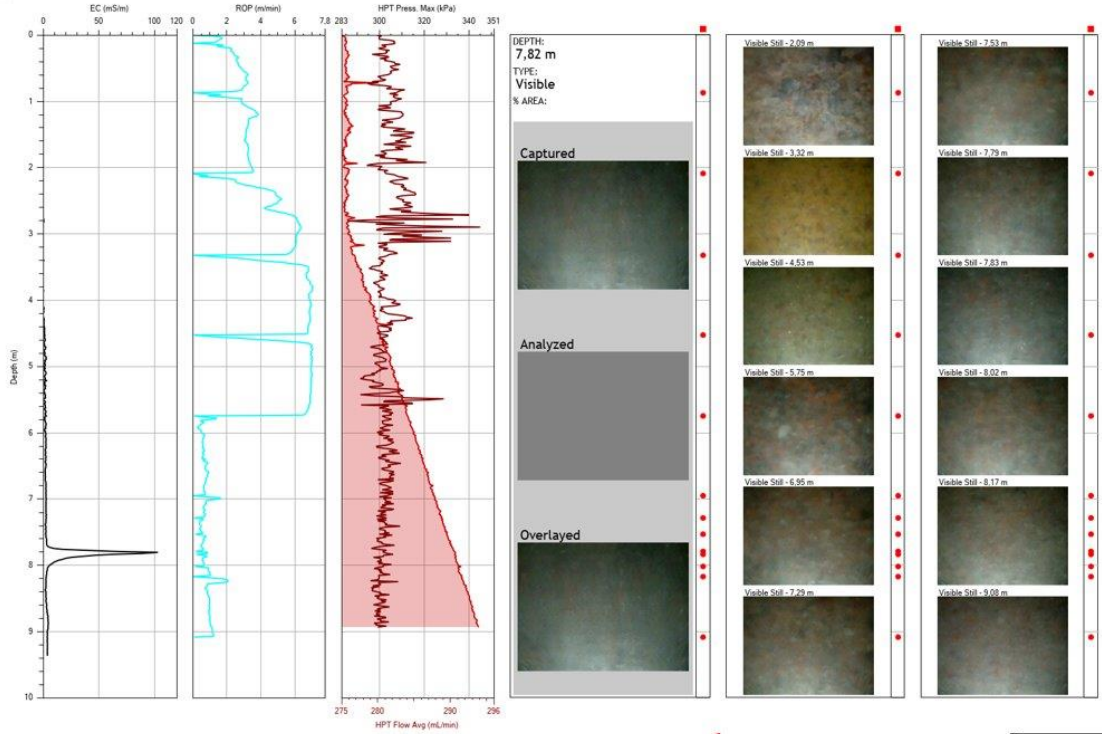 EC (mS/m)
0 50 100 120
ROP (m/min)
0 2 4 6 7,8
HPT Press. Max (kPa)
283 300 320 340 351
DEPTH:
7,82 m
TYPE:
Visible
% AREA:
Captured
Analyzed
Overlayed
Visible Still - 2,09 m
Visible Still - 3,32 m
Visible Still - 4,53 m
Visible Still - 5,75 m
Visible Still - 6,95 m
Visible Still - 7,29 m
Visible Still - 7,53 m
Visible Still - 7,79 m
Visible Still - 7,83 m
Visible Still - 8,02 m
Visible Still - 8,17 m
Visible Still - 9,08 m
Depth (m)
0
1
2
3
4
5
6
7
8
9
10
275 280 290 296
HPT Flow Avg (mL/min)